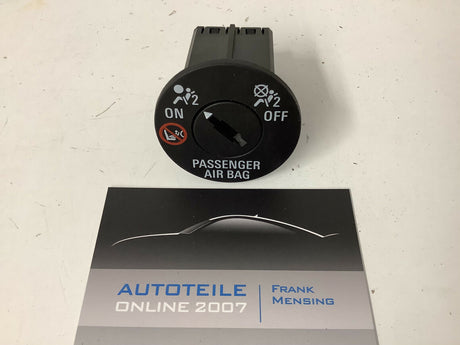 2 2
ON OFF
PASSENGER
AIR BAG
AUTOTEILE
ONLINE 2007
FRANK
MENSING